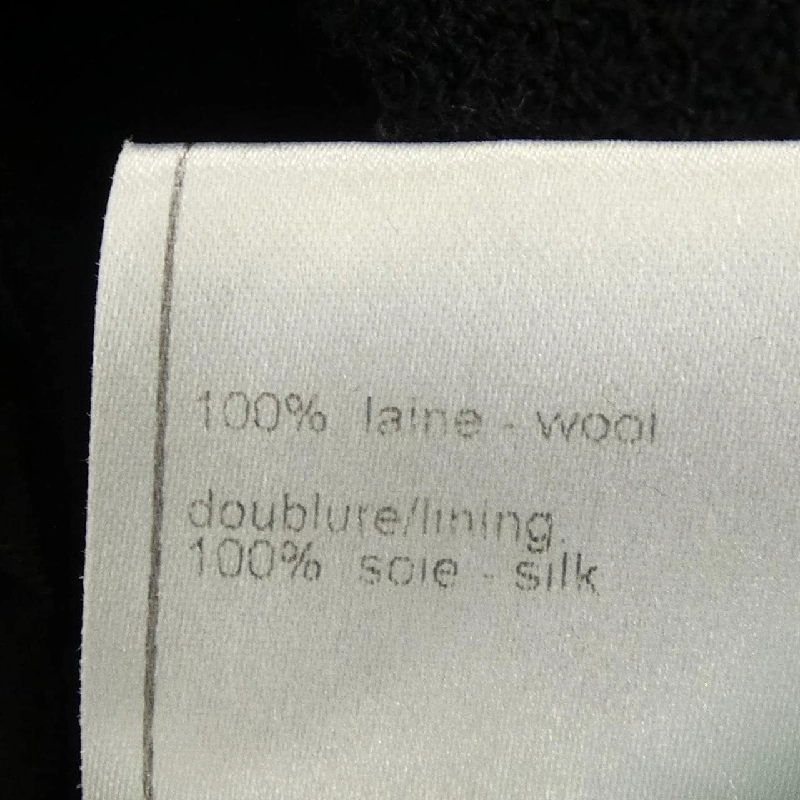 100% laine - wool
doublure/lining.
100% soie - silk